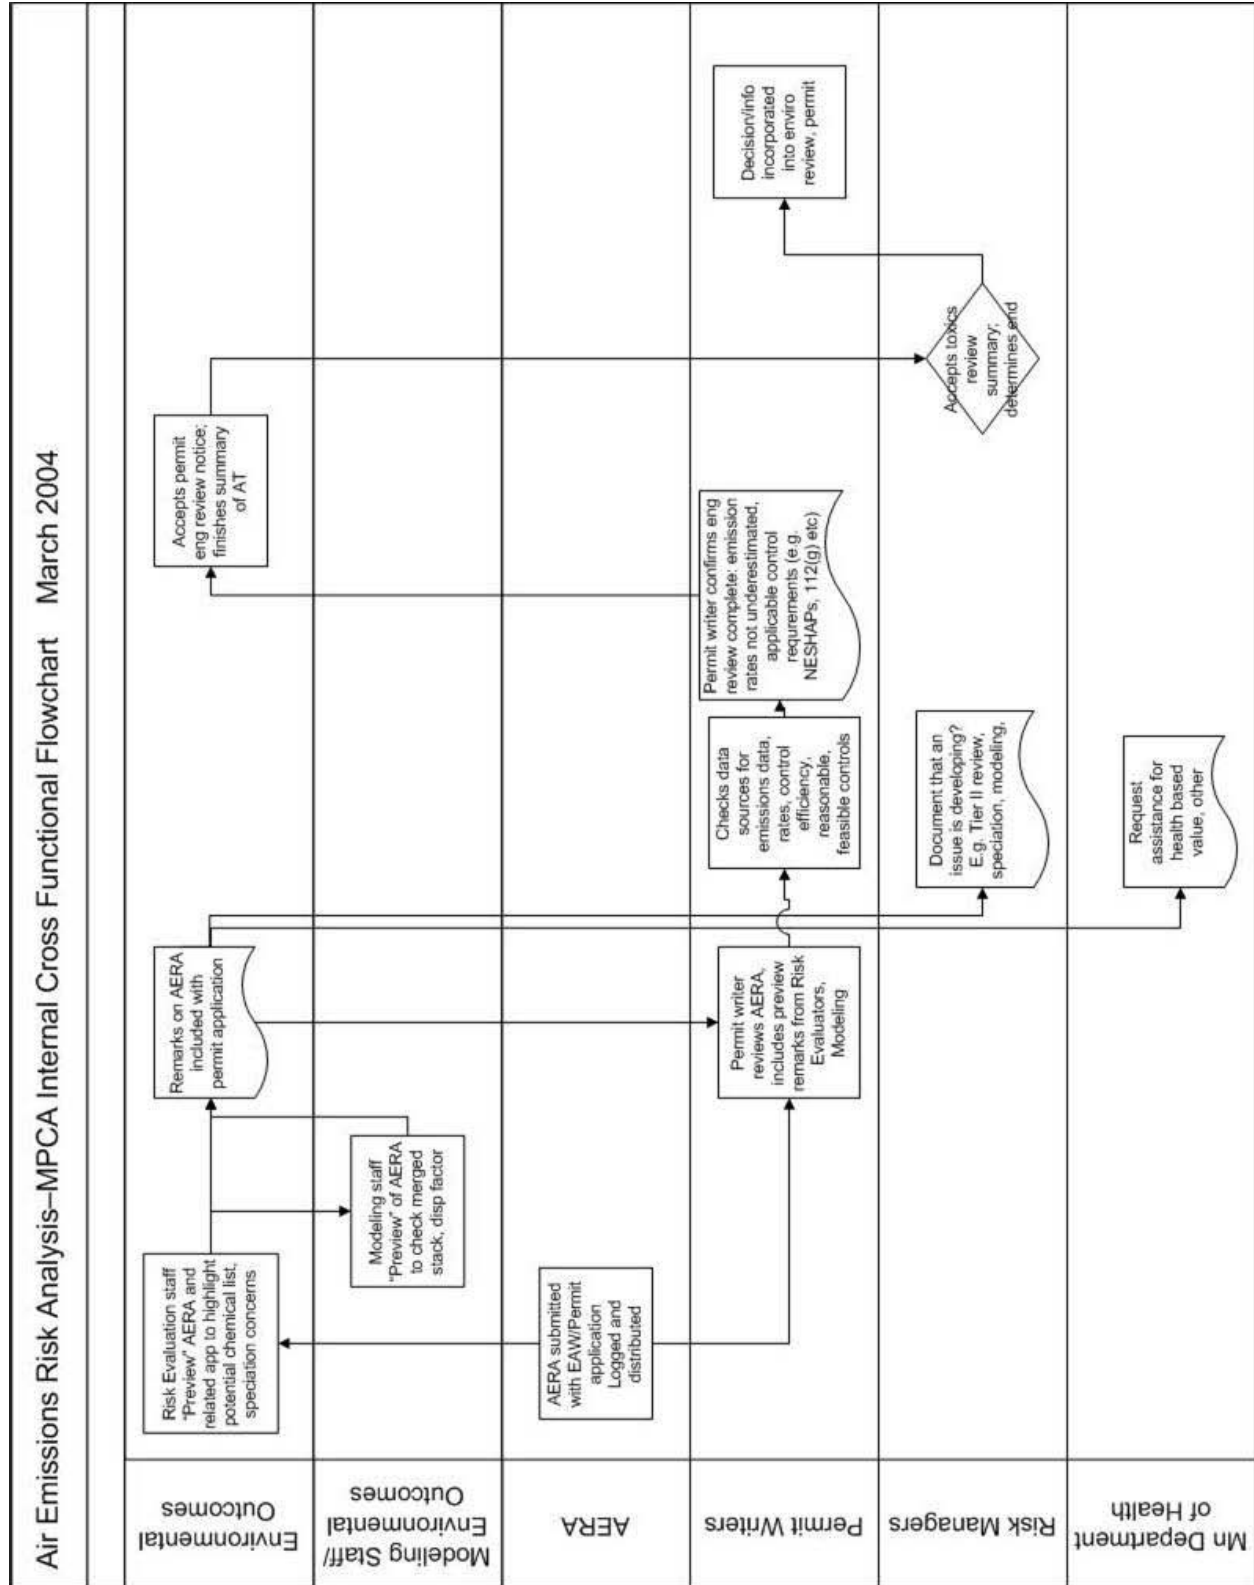 Air Emissions Risk Analysis–MPCA Internal Cross Functional Flowchart    March 2004
Environmental
Outcomes
Risk Evaluation staff
"Preview" AERA and
related app to highlight
potential chemical list,
speciation concerns
Remarks on AERA
included with
permit application
Accepts permit
eng review notice;
finishes summary
of AT
Modeling Staff/
Environmental
Outcomes
Modeling staff
"Preview" of AERA
to check merged
stack, disp factor
AERA
AERA submitted
with EAW/Permit
application
Logged and
distributed
Permit Writers
Permit writer
reviews AERA,
includes preview
remarks from Risk
Evaluators,
Modeling
Checks data
sources for
emissions data,
rates, control
efficiency,
reasonable,
feasible controls
Permit writer confirms eng
review complete: emission
rates not underestimated,
applicable control
requrements (e.g.
NESHAPs, 112(g) etc)
Decision/info
incorporated
into enviro
review, permit
Risk Managers
Document that an
issue is developing?
E.g. Tier II review,
speciation, modeling,
Accepts toxics
review
summary;
determines end
Mn Department
of Health
Request
assistance for
health based
value, other